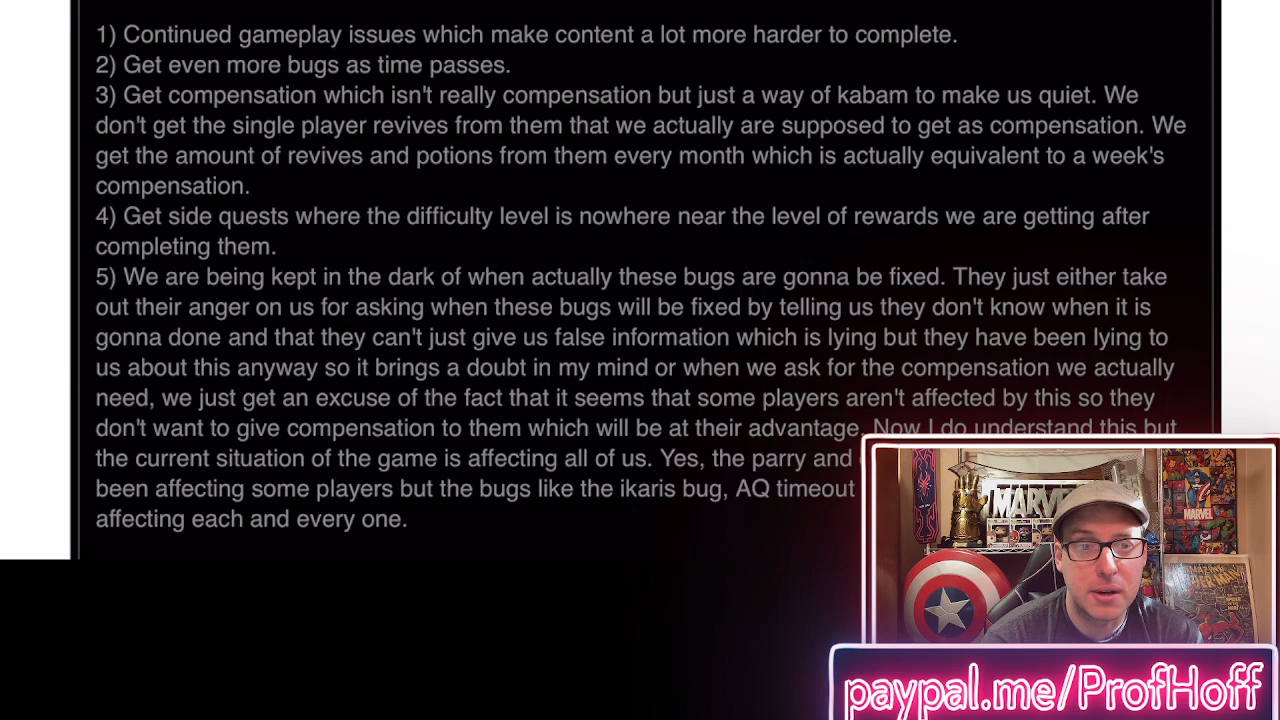 1) Continued gameplay issues which make content a lot more harder to complete.
2) Get even more bugs as time passes.
3) Get compensation which isn't really compensation but just a way of kabam to make us quiet. We
don't get the single player revives from them that we actually are supposed to get as compensation. We
get the amount of revives and potions from them every month which is actually equivalent to a week's
compensation.
4) Get side quests where the difficulty level is nowhere near the level of rewards we are getting after
completing them.
5) We are being kept in the dark of when actually these bugs are gonna be fixed. They just either take
out their anger on us for asking when these bugs will be fixed by telling us they don't know when it is
gonna done and that they can't just give us false information which is lying but they have been lying to
us about this anyway so it brings a doubt in my mind or when we ask for the compensation we actually
need, we just get an excuse of the fact that it seems that some players aren't affected by this so they
don't want to give compensation to them which will be at their advantage. Now I do understand this but
the current situation of the game is affecting all of us. Yes, the parry and
been affecting some players but the bugs like the ikaris bug, AQ timeout
affecting each and every one.
MARVEL
MARVEL
paypal.me/ProfHoff